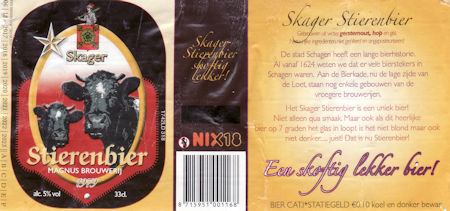 Skager
Stierenbier
MAGNUS BROUWERIJ
alc. 5% vol
33cl.
Skager
Stierenbier
skoftig
lekker!
NIX18
8 715951 001168
Skager Stierenbier
Gebrouwen uit water, gerstemout, hop en gist
De stad Schagen heeft een lange bierhistorie.
Al vanaf 1624 weten we dat er vele bierstekers in
Schagen waren. Aan de Bierkade, nu de lage zijde van
de Loet, staan nog enkele gebouwen van de
vroegere brouwerijen.
Het Skager Stierenbier is een uniek bier!
Niet alleen qua smaak. Maar ook als dit heerlijke
bier op 7 graden het glas in loopt, is het niet blond maar ook
niet donker.... juist! Dat is nu Stierenbier!
Een skoftig lekker bier!
BIER CAT.I*STATIEGELD €0,10 koel en donker bewaren